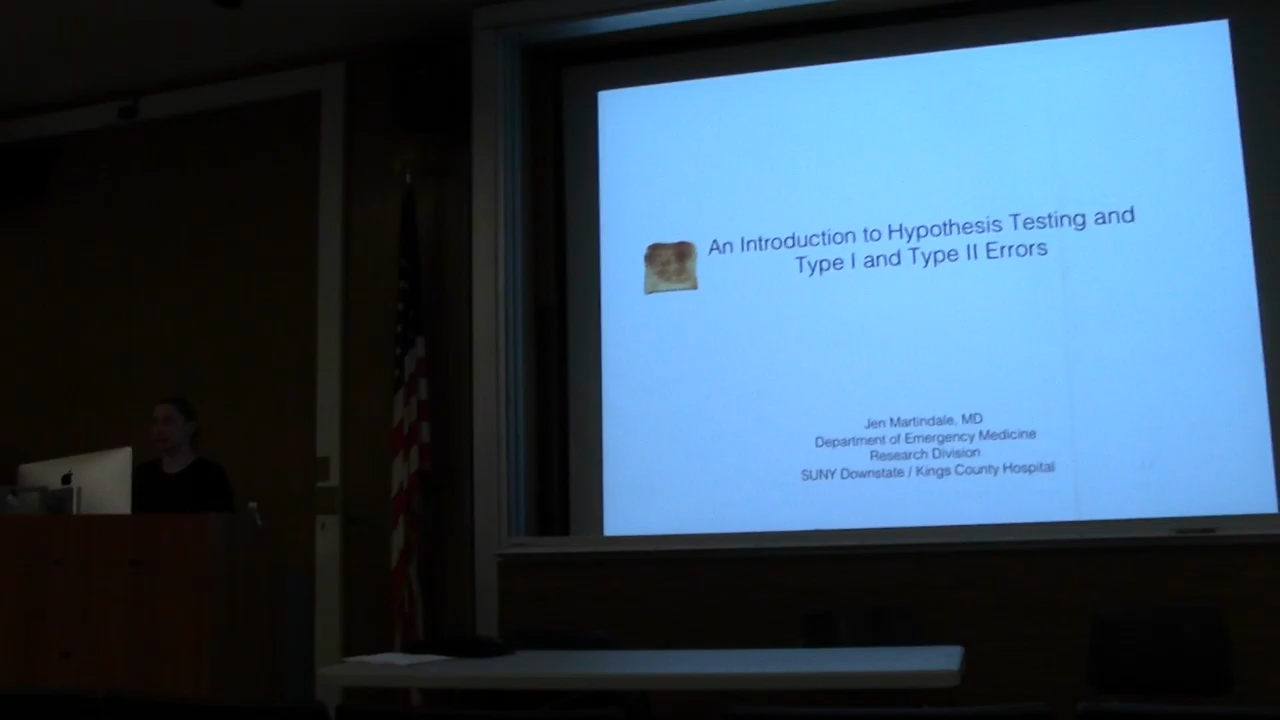 An Introduction to Hypothesis Testing and
Type I and Type II Errors
Jen Martindale, MD
Department of Emergency Medicine
Research Division
SUNY Downstate / Kings County Hospital